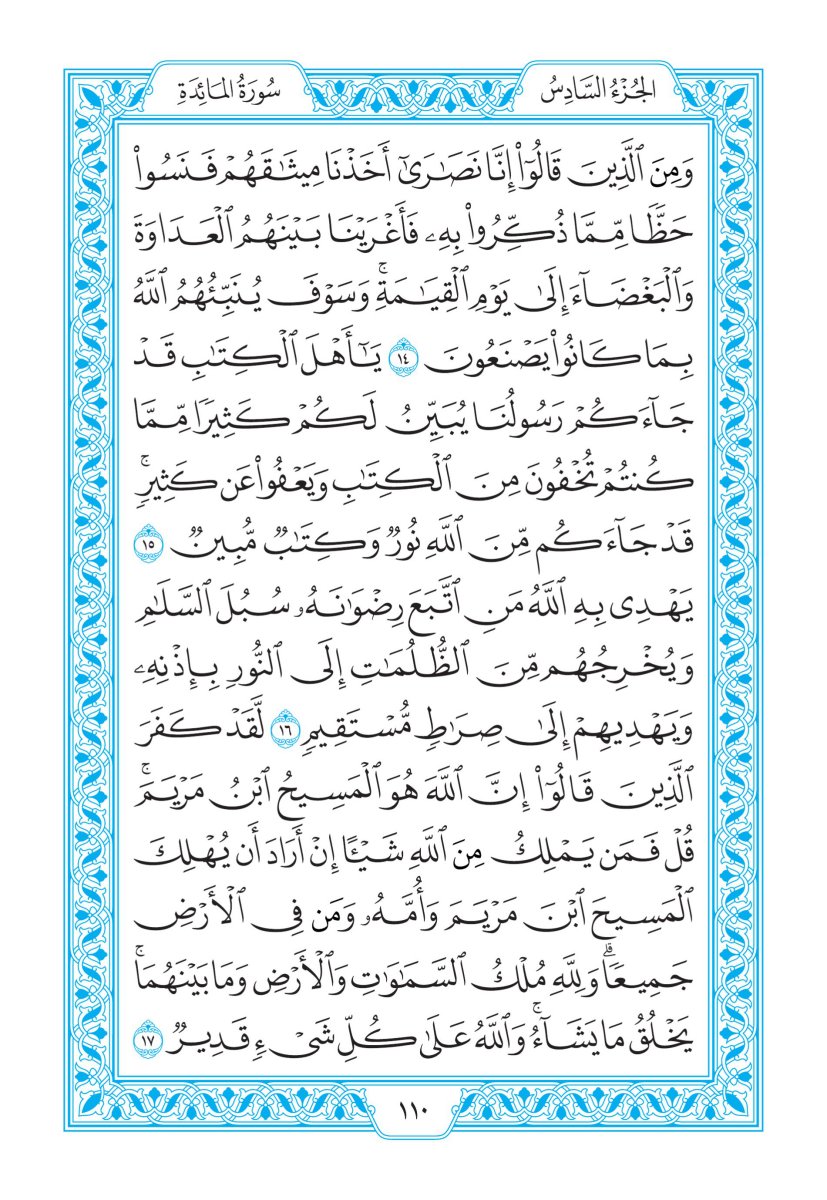 الجُزْءُ السَّادِسُ
سُورَةُ المَائِدَةِ
وَمِنَ ٱلَّذِينَ قَالُوٓاْ إِنَّا نَصَٰرَىٰٓ أَخَذْنَا مِيثَٰقَهُمْ فَنَسُواْ
حَظًّا مِّمَّا ذُكِّرُواْ بِهِۦ فَأَغْرَيْنَا بَيْنَهُمُ ٱلْعَدَاوَةَ
وَٱلْبَغْضَآءَ إِلَىٰ يَوْمِ ٱلْقِيَٰمَةِۚ وَسَوْفَ يُنَبِّئُهُمُ ٱللَّهُ
بِمَا كَانُواْ يَصْنَعُونَ ١٤ يَٰٓأَهْلَ ٱلْكِتَٰبِ قَدْ
جَآءَكُمْ رَسُولُنَا يُبَيِّنُ لَكُمْ كَثِيرًا مِّمَّا
كُنتُمْ تُخْفُونَ مِنَ ٱلْكِتَٰبِ وَيَعْفُواْ عَن كَثِيرٍۚ
قَدْ جَآءَكُم مِّنَ ٱللَّهِ نُورٌ وَكِتَٰبٌ مُّبِينٌ ١٥
يَهْدِى بِهِ ٱللَّهُ مَنِ ٱتَّبَعَ رِضْوَٰنَهُۥ سُبُلَ ٱلسَّلَٰمِ
وَيُخْرِجُهُم مِّنَ ٱلظُّلُمَٰتِ إِلَى ٱلنُّورِ بِإِذْنِهِۦ
وَيَهْدِيهِمْ إِلَىٰ صِرَٰطٍ مُّسْتَقِيمٍ ١٦ لَّقَدْ كَفَرَ
ٱلَّذِينَ قَالُوٓاْ إِنَّ ٱللَّهَ هُوَ ٱلْمَسِيحُ ٱبْنُ مَرْيَمَۚ
قُلْ فَمَن يَمْلِكُ مِنَ ٱللَّهِ شَيْـًٔا إِنْ أَرَادَ أَن يُهْلِكَ
ٱلْمَسِيحَ ٱبْنَ مَرْيَمَ وَأُمَّهُۥ وَمَن فِى ٱلْأَرْضِ
جَمِيعًاۗ وَلِلَّهِ مُلْكُ ٱلسَّمَٰوَٰتِ وَٱلْأَرْضِ وَمَا بَيْنَهُمَاۚ
يَخْلُقُ مَا يَشَآءُۚ وَٱللَّهُ عَلَىٰ كُلِّ شَىْءٍ قَدِيرٌ ١٧
١١٠